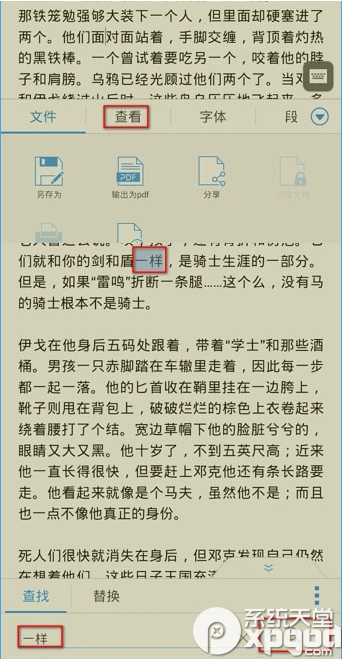 那铁笼勉强够大装下一个人，但里面却硬塞进了
两个。他们面对面站着，手脚交缠，背顶着灼热
的黑铁棒。一个曾试着要吃另一个，咬着他的脖
子和肩膀。乌鸦已经光顾过他们两个了。当邓
文件 查看 字体 段
另存为 输出为pdf 分享
们就和你的剑和盾一样，是骑士生涯的一部分。
但是，如果“雷鸣”折断一条腿……这个么，没有马
的骑士根本不是骑士。
伊戈在他身后五码处跟着，带着“学士”和那些酒
桶。男孩一只赤脚踏在车辙里走着，因此每一步
都一起一落。他的匕首收在鞘里挂在一边胯上，
靴子则甩在背包上，破破烂烂的棕色上衣卷起来
绕着腰打了个结。宽边草帽下他的脸脏兮兮的，
眼睛又大又黑。他十岁了，不到五英尺高；近来
他一直长得很快，但要赶上邓克他还有条长路要
走。他看起来就像是个马夫，虽然他不是；而且
也一点不像他真正的身份。
死人们很快就消失在身后，但邓克发现自己仍然
在想着他们。这些日子王国充
查找 替换
一样
系统天堂
xpgod